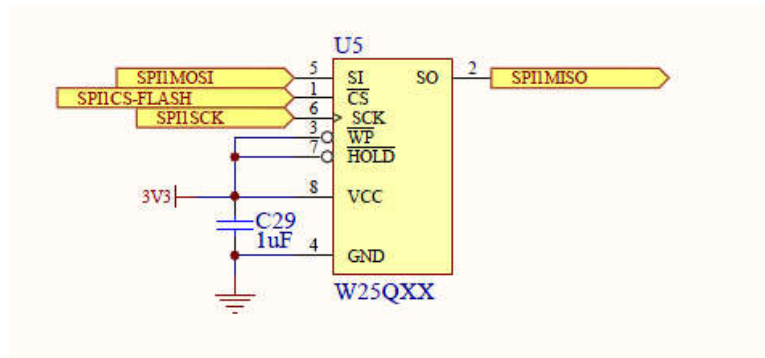 U5
SPI1MOSI 5 SI SO 2 SPI1MISO
SPI1CS-FLASH 1 CS
SPI1SCK 6 SCK
3 WP
7 HOLD
3V3 8 VCC
C29
1uF
4 GND
W25QXX